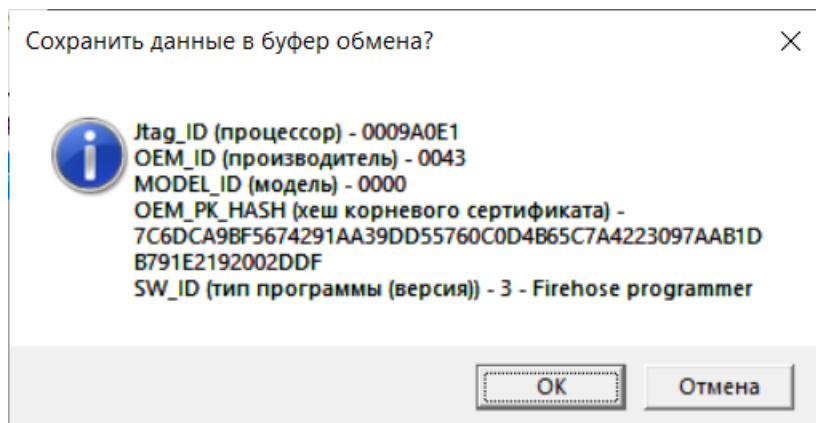 Сохранить данные в буфер обмена?
Jtag_ID (процессор) - 0009A0E1
OEM_ID (производитель) - 0043
MODEL_ID (модель) - 0000
OEM_PK_HASH (хеш корневого сертификата) -
7C6DCA9BF5674291AA39DD55760C0D4B65C7A4223097AAB1D
B791E2192002DDF
SW_ID (тип программы (версия)) - 3 - Firehose programmer
ОК
Отмена